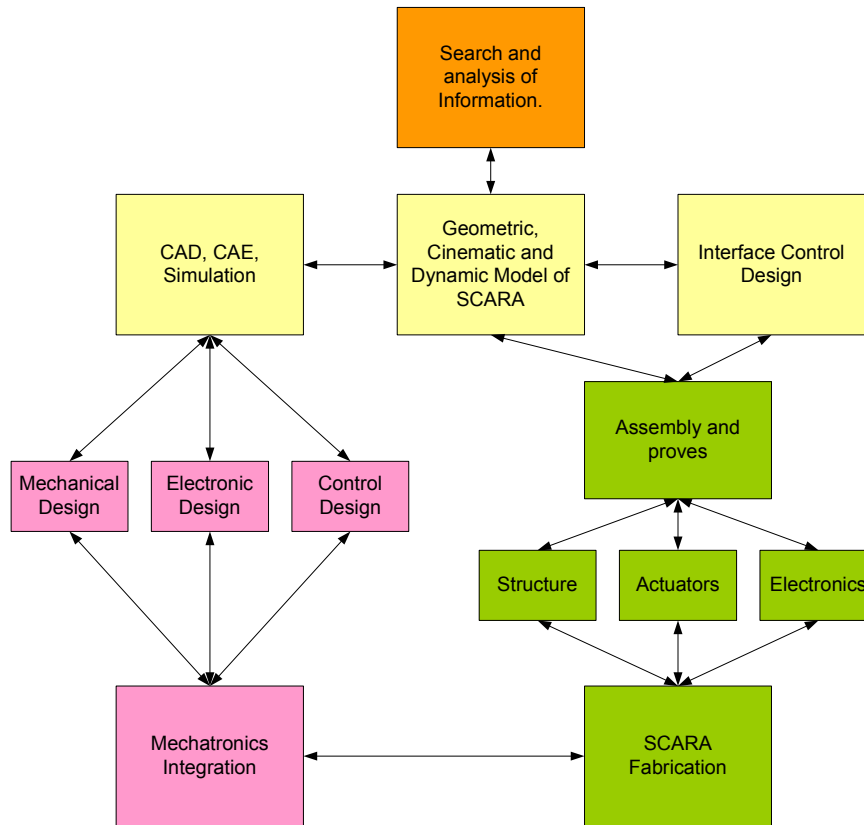 Search and
analysis of
Information.
CAD, CAE,
Simulation
Geometric,
Cinematic and
Dynamic Model of
SCARA
Interface Control
Design
Assembly and
proves
Mechanical
Design
Electronic
Design
Control
Design
Structure
Actuators
Electronics
Mechatronics
Integration
SCARA
Fabrication